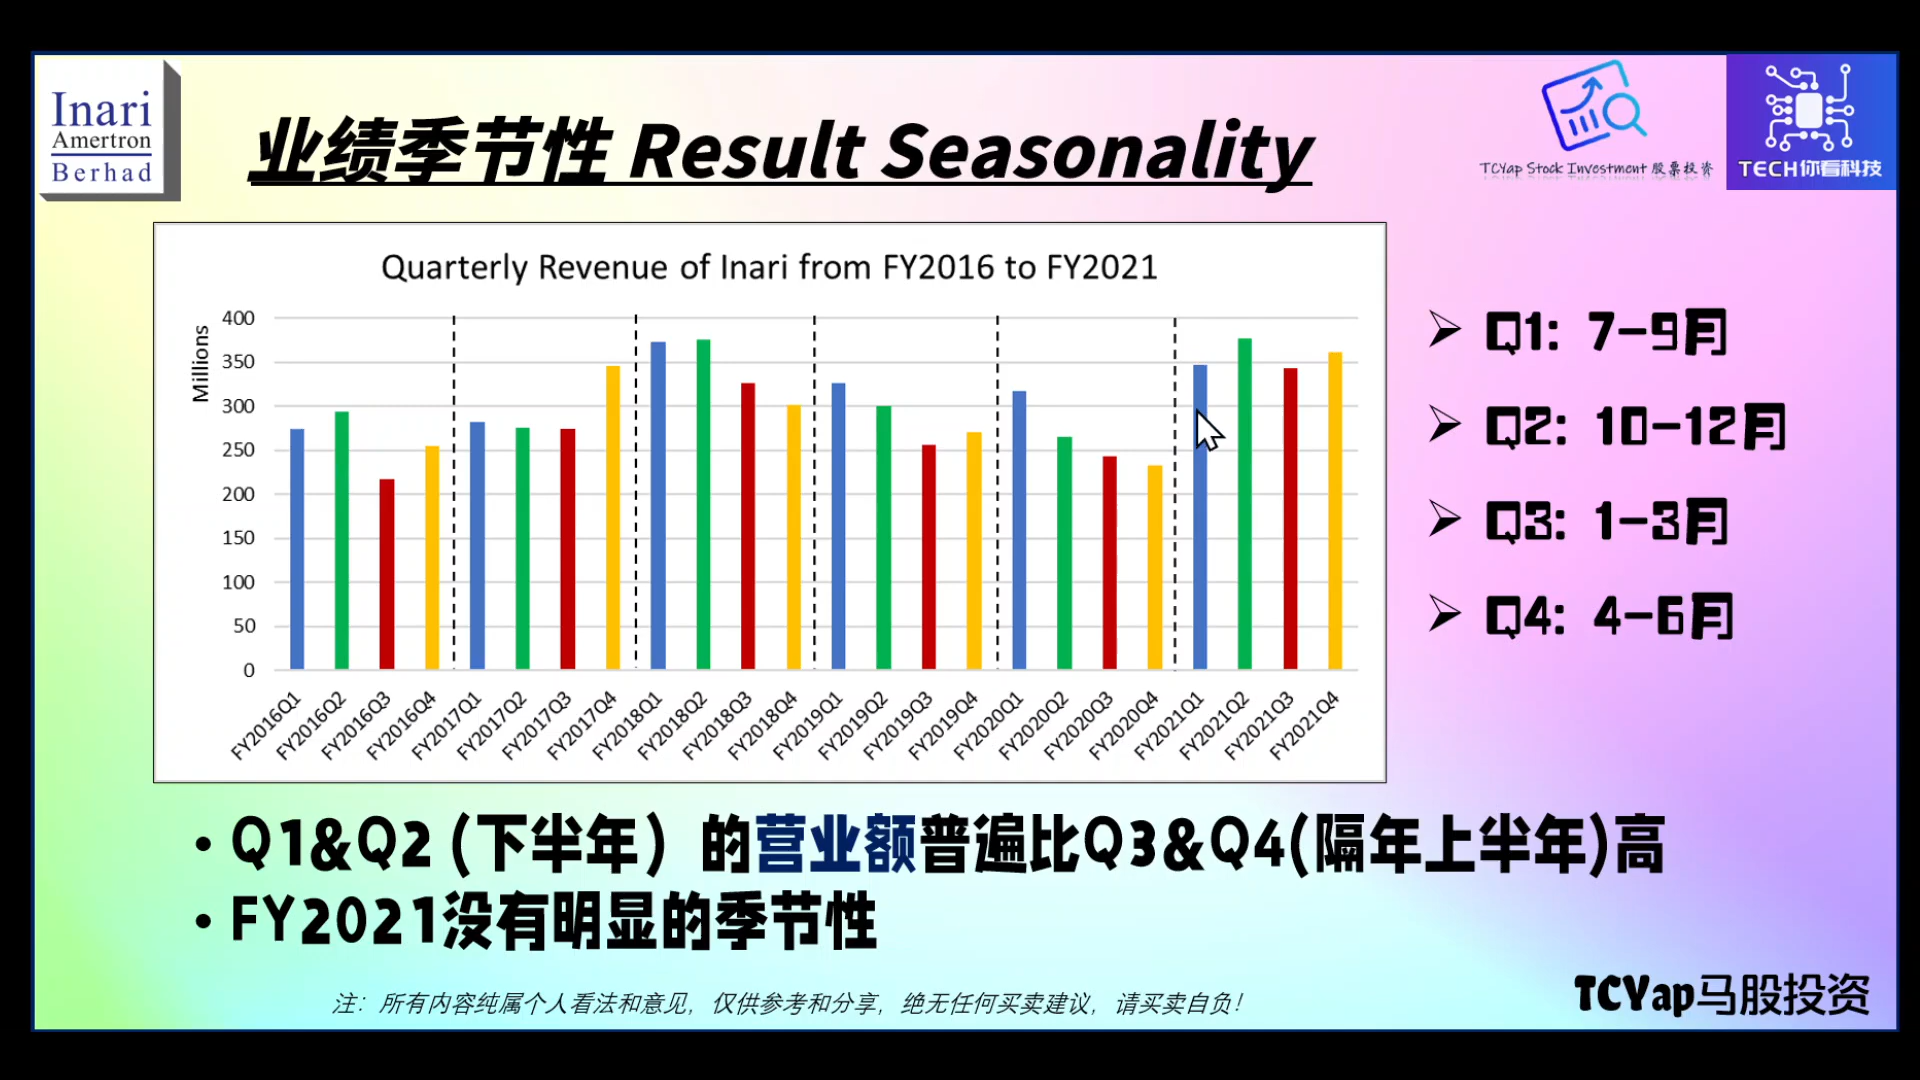 Inari
Amertron
Berhad
业绩季节性 Result Seasonality
TCYap Stock Investment 股票投资
TECH你看科技
Quarterly Revenue of Inari from FY2016 to FY2021
Millions
400
350
300
250
200
150
100
50
0
FY2016Q1
FY2016Q2
FY2016Q3
FY2016Q4
FY2017Q1
FY2017Q2
FY2017Q3
FY2017Q4
FY2018Q1
FY2018Q2
FY2018Q3
FY2018Q4
FY2019Q1
FY2019Q2
FY2019Q3
FY2019Q4
FY2020Q1
FY2020Q2
FY2020Q3
FY2020Q4
FY2021Q1
FY2021Q2
FY2021Q3
FY2021Q4
➢ Q1: 7-9月
➢ Q2: 10-12月
➢ Q3: 1-3月
➢ Q4: 4-6月
• Q1&Q2 (下半年）的营业额普遍比Q3&Q4(隔年上半年)高
• FY2021没有明显的季节性
注：所有内容纯属个人看法和意见，仅供参考和分享，绝无任何买卖建议，请买卖自负！
TCYap马股投资